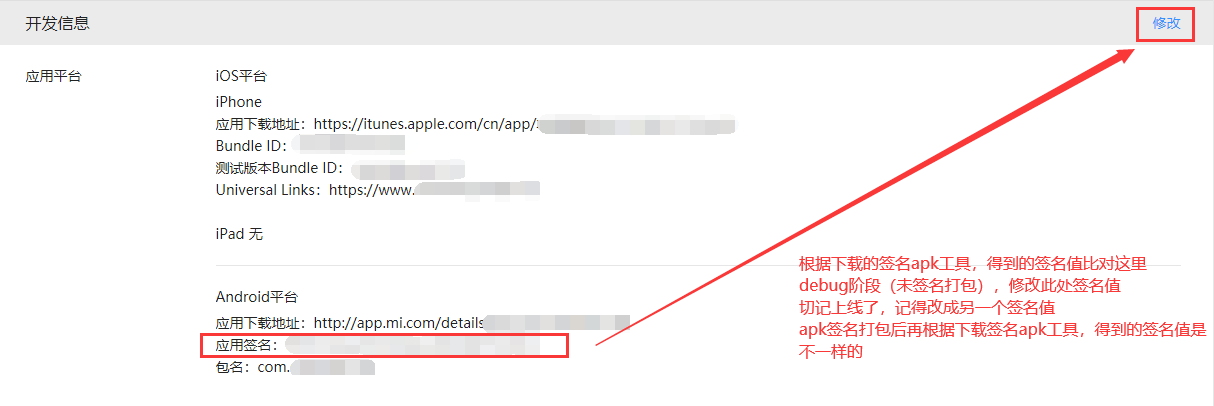 开发信息
修改
应用平台
iOS平台
iPhone
应用下载地址：https://itunes.apple.com/cn/app/
Bundle ID：
测试版本Bundle ID：
Universal Links：https://www.
iPad 无
Android平台
应用下载地址：http://app.mi.com/details
应用签名：
包名：com.
根据下载的签名apk工具，得到的签名值比对这里
debug阶段（未签名打包），修改此处签名值
切记上线了，记得改成另一个签名值
apk签名打包后再根据下载签名apk工具，得到的签名值是
不一样的